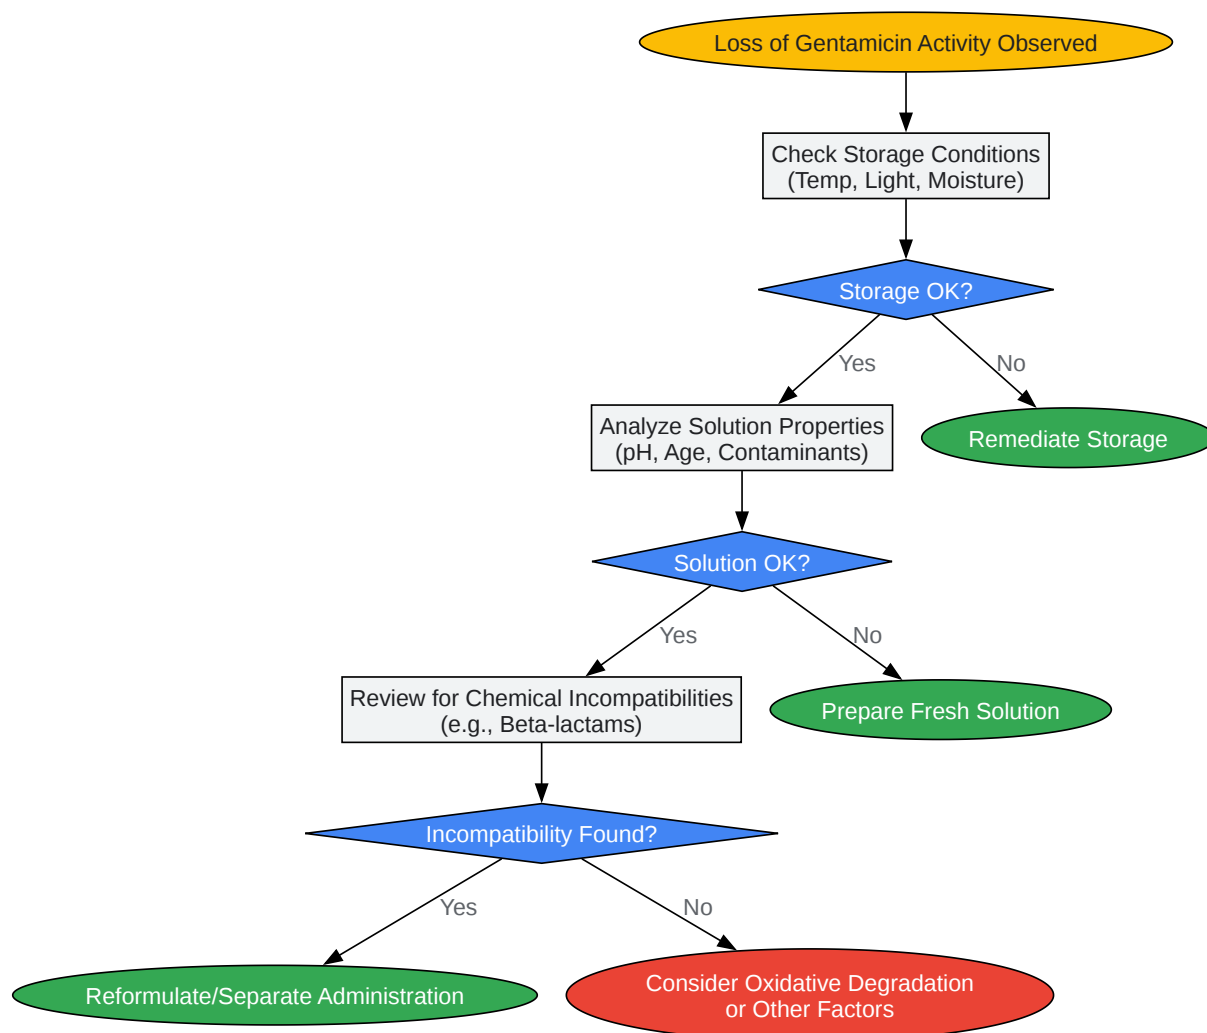 Loss of Gentamicin Activity Observed
Check Storage Conditions
(Temp, Light, Moisture)
Storage OK?
Yes
No
Analyze Solution Properties
(pH, Age, Contaminants)
Remediate Storage
Solution OK?
Yes
No
Review for Chemical Incompatibilities
(e.g., Beta-lactams)
Prepare Fresh Solution
Incompatibility Found?
Yes
No
Reformulate/Separate Administration
Consider Oxidative Degradation
or Other Factors